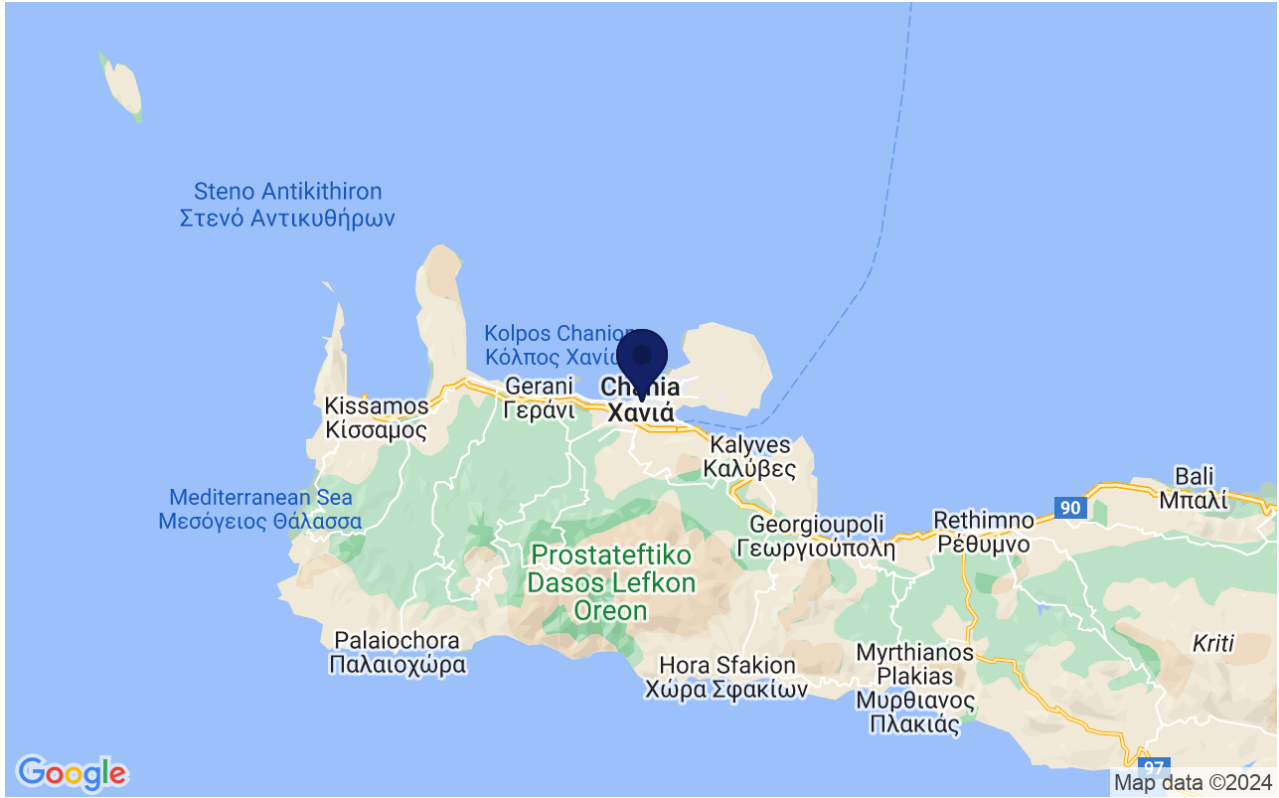 Steno Antikithiron
Στενό Αντικυθήρων
Kolpos Chanion
Κόλπος Χανίω
Gerani
Γεράνι
Chania
Χανιά
Kissamos
Κίσσαμος
Kalyves
Καλύβες
Mediterranean Sea
Μεσόγειος Θάλασσα
Bali
Μπαλί
90
Georgioupoli
Γεωργιούπολη
Rethimno
Ρέθυμνο
Prostateftiko
Dasos Lefkon
Oreon
Palaiochora
Παλαιοχώρα
Hora Sfakion
Χώρα Σφακίων
Myrthianos
Plakias
Μυρθιανος
Πλακιάς
Kriti
97
Google
Map data ©2024